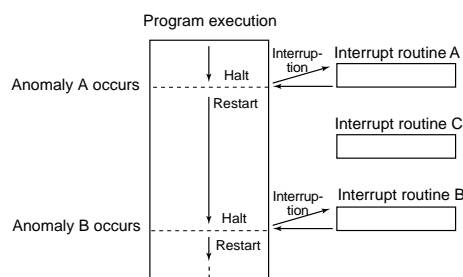 Program execution
Interrup-
tion
Interrupt routine A
Halt
Anomaly A occurs
Restart
Interrupt routine C
Interrup-
tion
Interrupt routine B
Halt
Anomaly B occurs
Restart